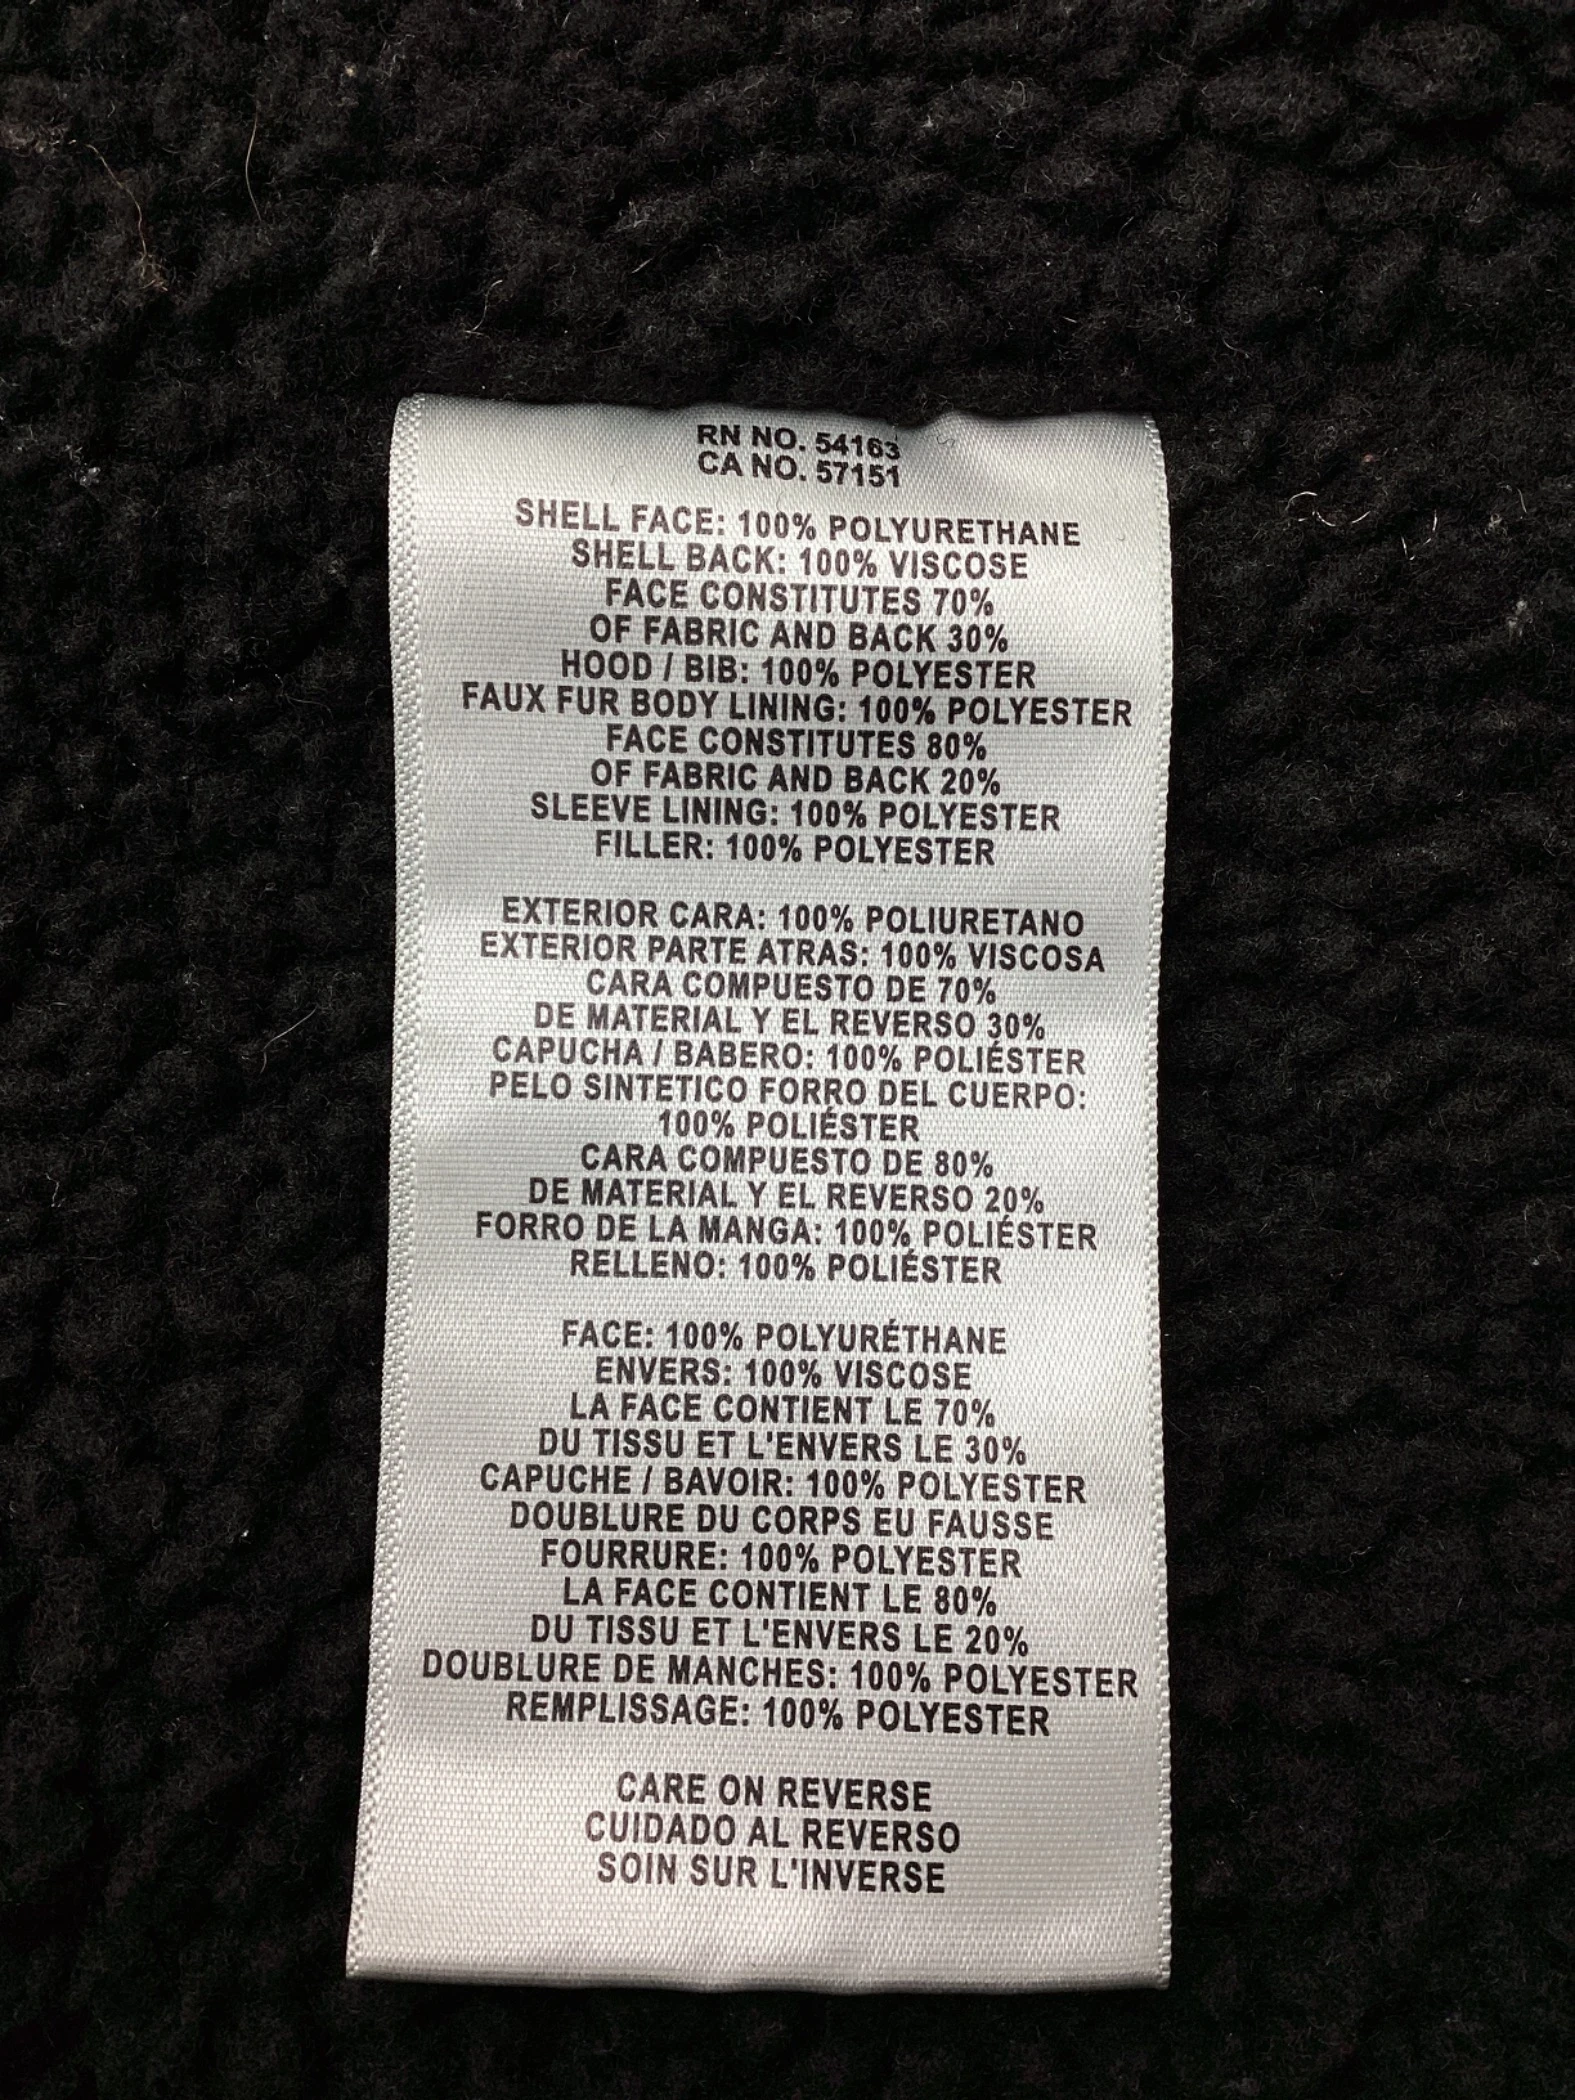 RN NO. 54163
CA NO. 57151
SHELL FACE: 100% POLYURETHANE
SHELL BACK: 100% VISCOSE
FACE CONSTITUTES 70%
OF FABRIC AND BACK 30%
HOOD / BIB: 100% POLYESTER
FAUX FUR BODY LINING: 100% POLYESTER
FACE CONSTITUTES 80%
OF FABRIC AND BACK 20%
SLEEVE LINING: 100% POLYESTER
FILLER: 100% POLYESTER
EXTERIOR CARA: 100% POLIURETANO
EXTERIOR PARTE ATRAS: 100% VISCOSA
CARA COMPUESTO DE 70%
DE MATERIAL Y EL REVERSO 30%
CAPUCHA / BABERO: 100% POLIÉSTER
PELO SINTETICO FORRO DEL CUERPO:
100% POLIÉSTER
CARA COMPUESTO DE 80%
DE MATERIAL Y EL REVERSO 20%
FORRO DE LA MANGA: 100% POLIÉSTER
RELLENO: 100% POLIÉSTER
FACE: 100% POLYURÉTHANE
ENVERS: 100% VISCOSE
LA FACE CONTIENT LE 70%
DU TISSU ET L'ENVERS LE 30%
CAPUCHE / BAVOIR: 100% POLYESTER
DOUBLURE DU CORPS EU FAUSSE
FOURRURE: 100% POLYESTER
LA FACE CONTIENT LE 80%
DU TISSU ET L'ENVERS LE 20%
DOUBLURE DE MANCHES: 100% POLYESTER
REMPLISSAGE: 100% POLYESTER
CARE ON REVERSE
CUIDADO AL REVERSO
SOIN SUR L'INVERSE